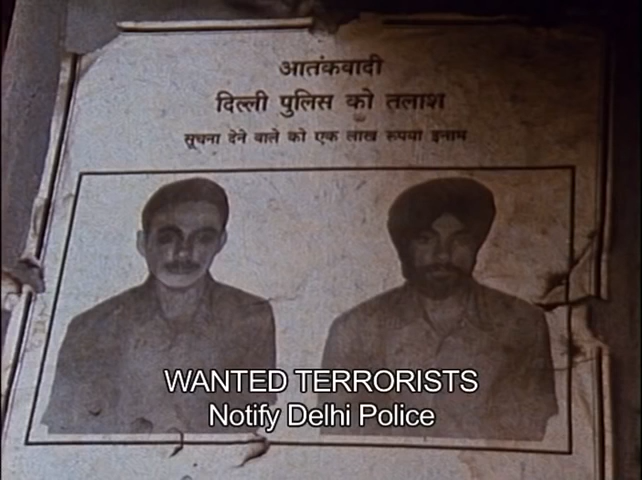 आतंकवादी
दिल्ली पुलिस को तलाश
सूचना देने वाले को एक लाख रूपया इनाम
WANTED TERRORISTS
Notify Delhi Police